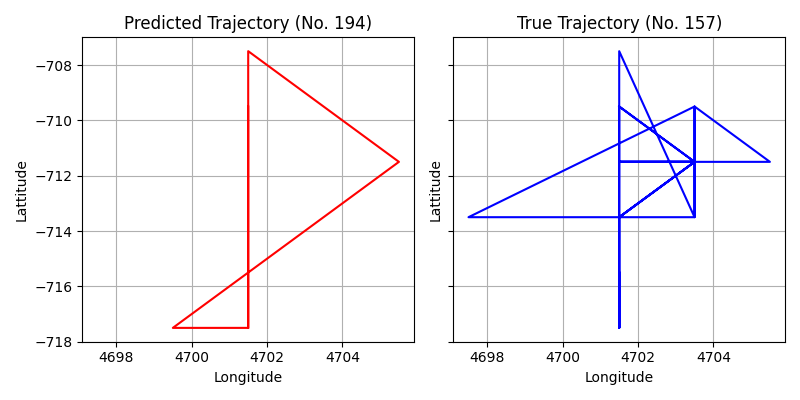 Predicted Trajectory (No. 194)
True Trajectory (No. 157)
−708
−710
−712
−714
−716
−718
Lattitude
Lattitude
4698
4700
4702
4704
4698
4700
4702
4704
Longitude
Longitude